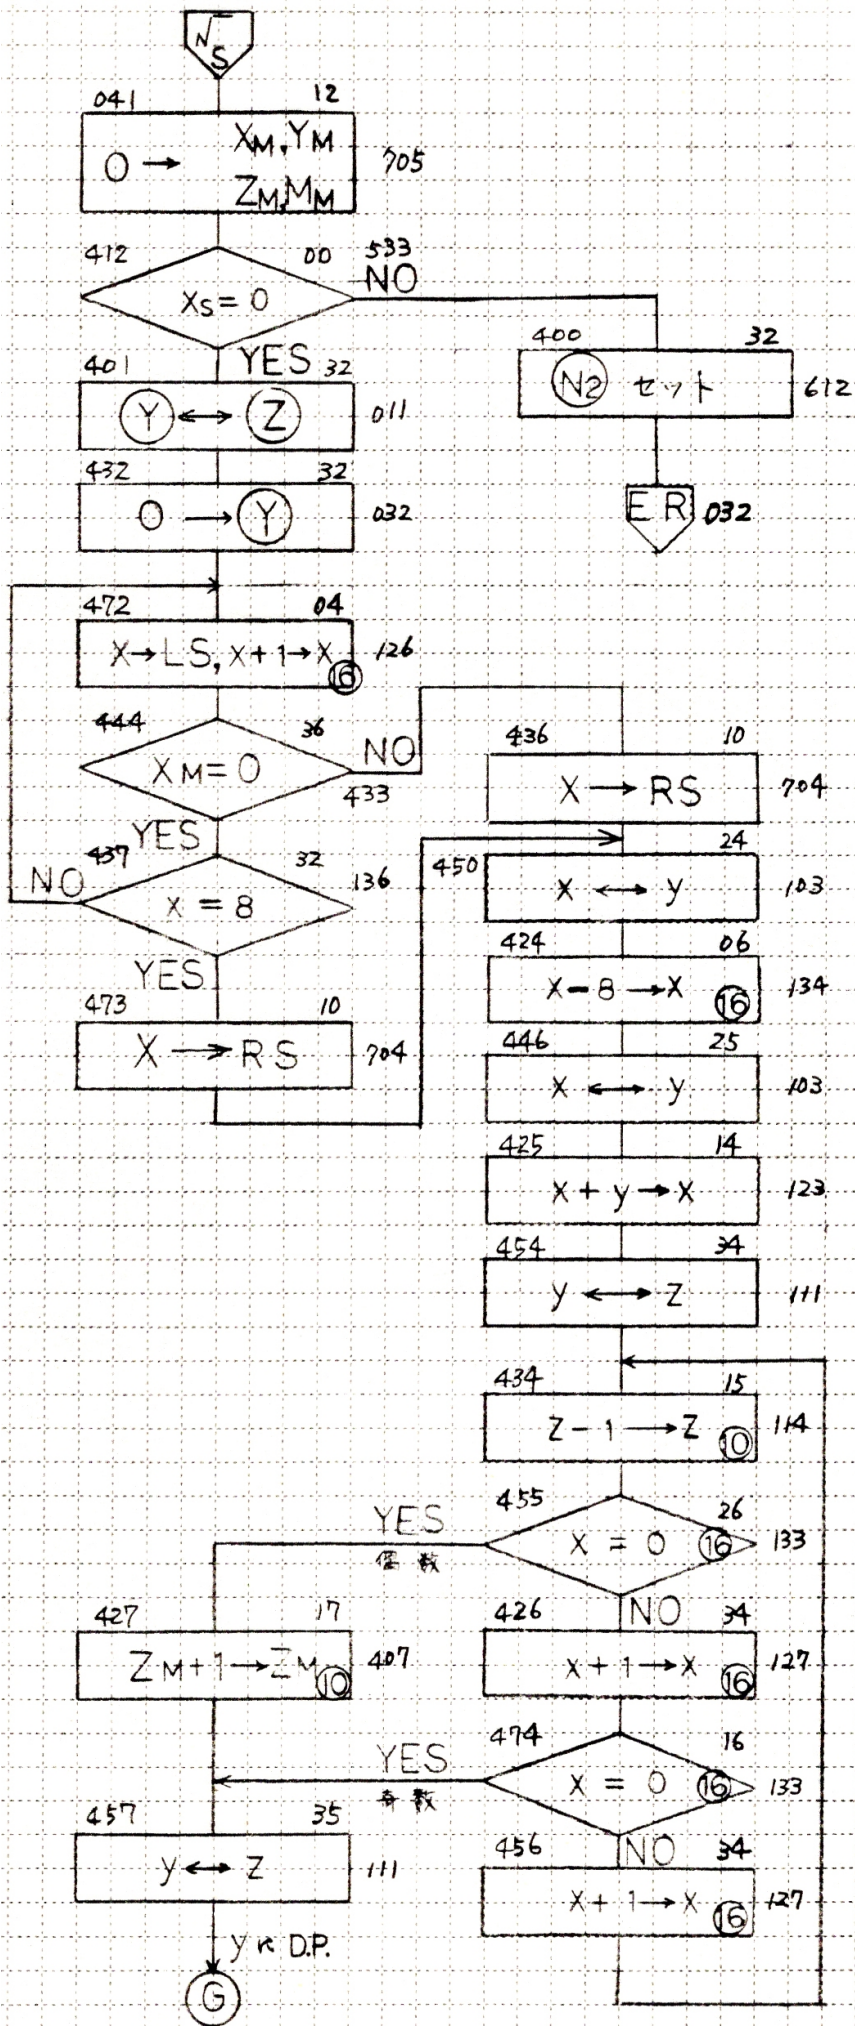 √
S
041 12
0 → XM, YM
ZM, MM
705
412 00 533
XS = 0 NO
YES
400 32
N2 セット 612
ER 032
401 32
Y ↔ Z 011
432 32
0 → Y 032
472 04
X → LS, x+1→x 16 126
444 36
XM = 0 NO
433
YES
437 32
NO x = 8 136
YES
473 10
X → RS 704
436 10
X → RS 704
450 24
x ↔ y 103
424 06
x - 8 → x 16 134
446 25
x ↔ y 103
425 14
x + y → x 123
454 34
y ↔ z 111
434 15
z - 1 → z 10 114
455 26
YES x = 0 16 133
偶数
NO
427 17
ZM+1→ZM 10 407
426 34
x+1→x 16 127
474 16
YES x = 0 16 133
奇数
NO
457 35
y ↔ z 111
456 34
x+1→x 16 127
y κ D.P.
G